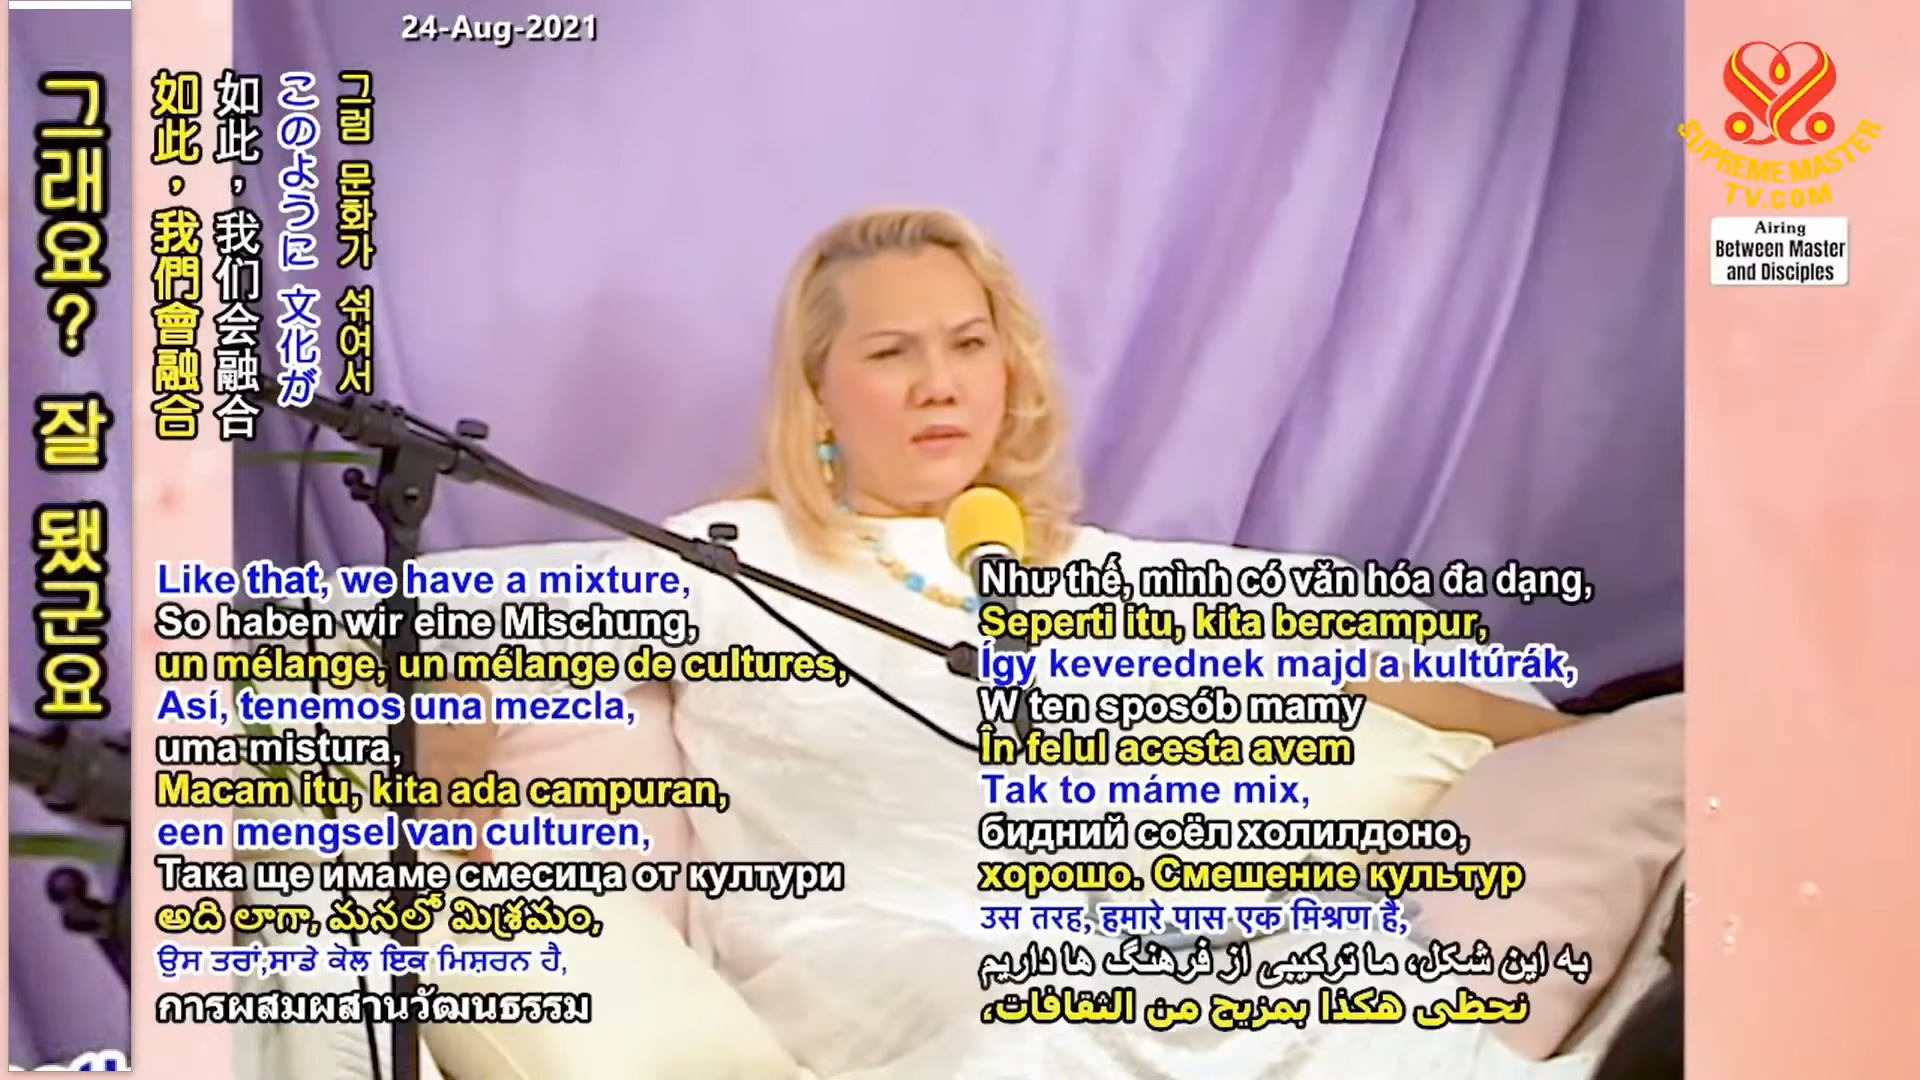 24-Aug-2021
그래요? 잘 됐군요
如此，我們會融合
如此，我们会融合
このように 文化が
그럼 문화가 섞여서
SUPREME MASTER
TV.COM
Airing
Between Master
and Disciples
Like that, we have a mixture,
So haben wir eine Mischung,
un mélange, un mélange de cultures,
Así, tenemos una mezcla,
uma mistura,
Macam itu, kita ada campuran,
een mengsel van culturen,
Така ще имаме смесица от култури
అది లాగా, మనలో మిశ్రమం,
ਉਸ ਤਰਾਂ,ਸਾਡੇ ਕੋਲ ਇਕ ਮਿਸ਼ਰਨ ਹੈ,
การผสมผสานวัฒนธรรม
Như thế, mình có văn hóa đa dạng,
Seperti itu, kita bercampur,
Így keverednek majd a kultúrák,
W ten sposób mamy
În felul acesta avem
Tak to máme mix,
бидний соёл холилдоно,
хорошо. Смешение культур
उस तरह, हमारे पास एक मिश्रण है,
به این شکل، ما ترکیبی از فرهنگ ها داریم
نحظى هكذا بمزيج من الثقافات،